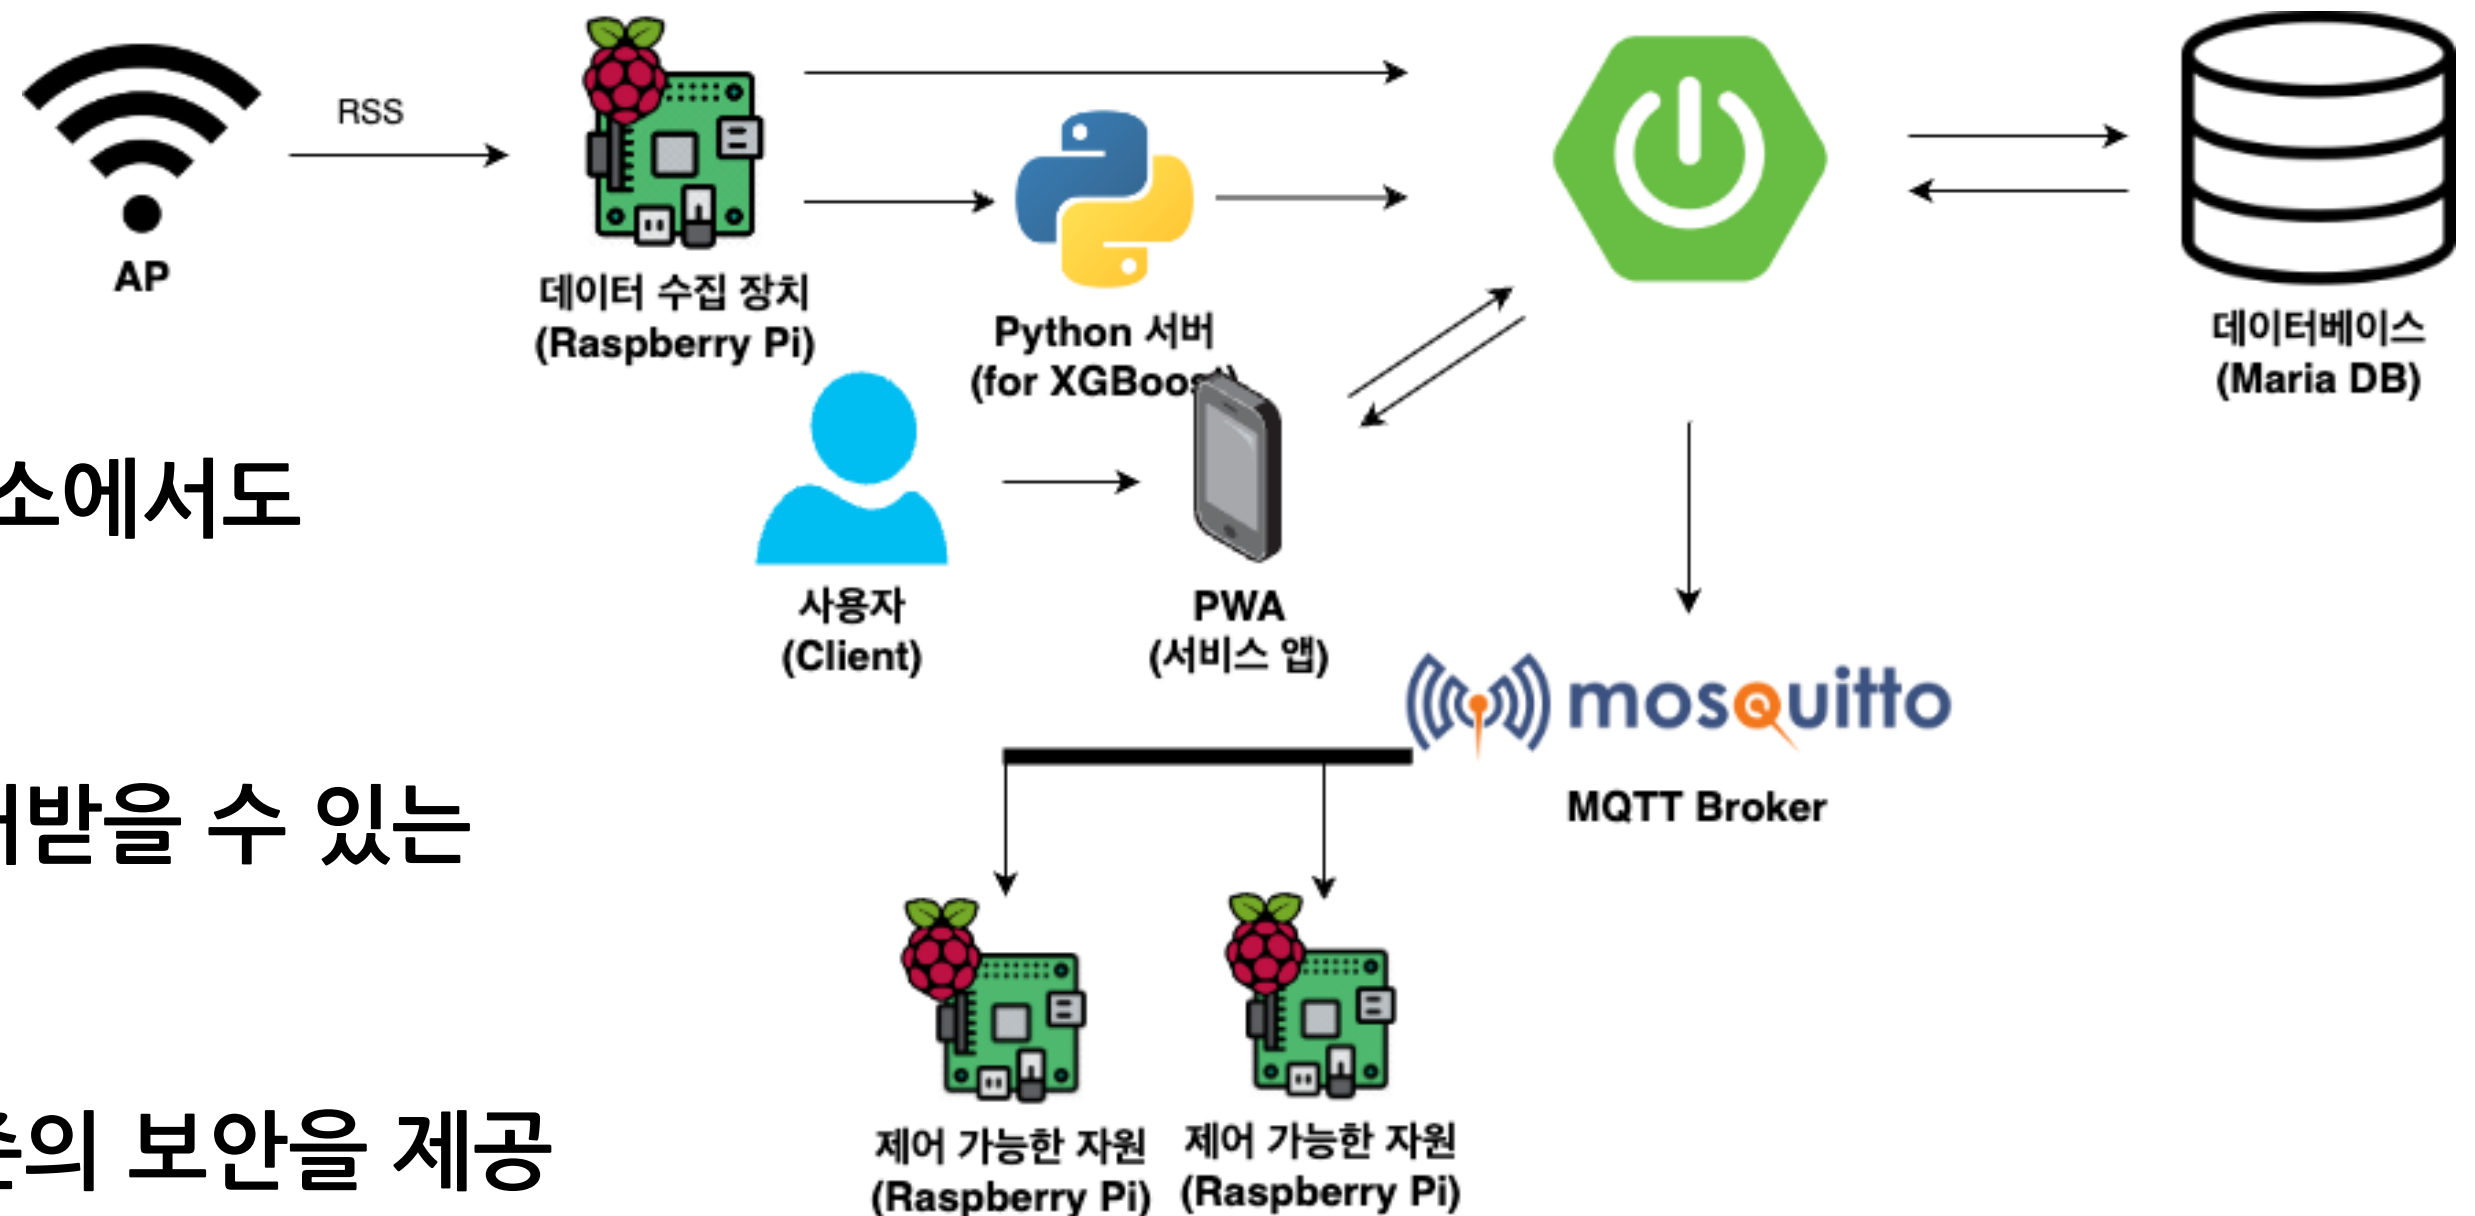 RSS
AP
데이터 수집 장치
(Raspberry Pi)
Python 서버
(for XGBoost)
데이터베이스
(Maria DB)
소에서도
사용자
(Client)
PWA
(서비스 앱)
mosquitto
MQTT Broker
받을 수 있는
의 보안을 제공
제어 가능한 자원
(Raspberry Pi)
제어 가능한 자원
(Raspberry Pi)